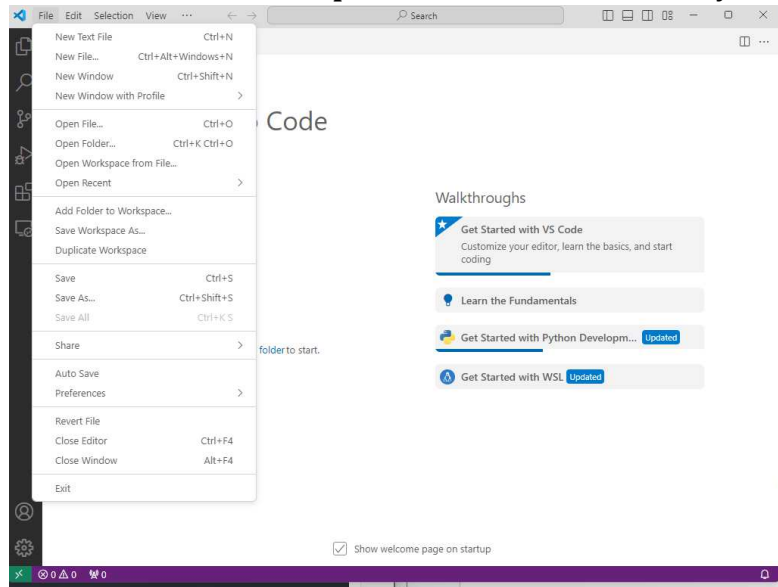 File Edit Selection View ... Search
New Text File Ctrl+N
New File... Ctrl+Alt+Windows+N
New Window Ctrl+Shift+N
New Window with Profile
Open File... Ctrl+O
Open Folder... Ctrl+K Ctrl+O
Open Workspace from File...
Open Recent
Add Folder to Workspace...
Save Workspace As...
Duplicate Workspace
Save Ctrl+S
Save As... Ctrl+Shift+S
Save All Ctrl+K S
Share
Auto Save
Preferences
Revert File
Close Editor Ctrl+F4
Close Window Alt+F4
Exit
Code
folder to start.
Walkthroughs
Get Started with VS Code
Customize your editor, learn the basics, and start
coding
Learn the Fundamentals
Get Started with Python Developm... Updated
Get Started with WSL Updated
Show welcome page on startup
0 0 0